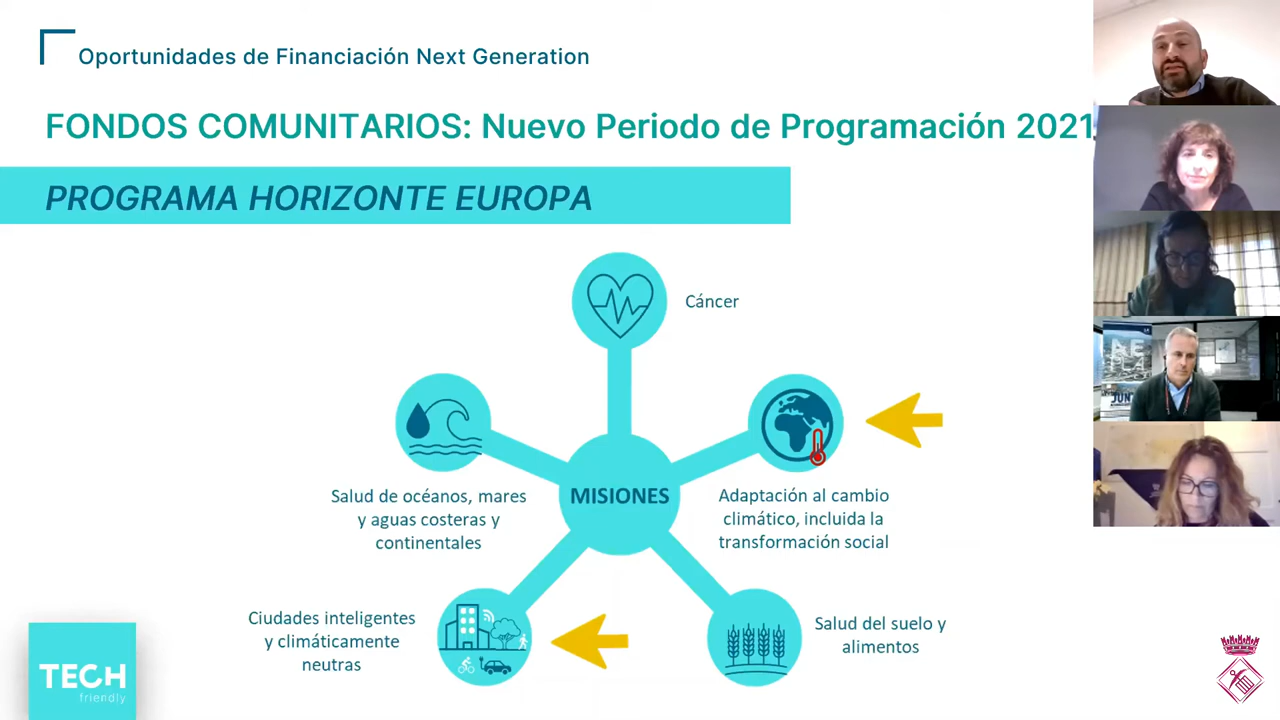 Oportunidades de Financiación Next Generation
FONDOS COMUNITARIOS: Nuevo Periodo de Programación 2021
PROGRAMA HORIZONTE EUROPA
Cáncer
MISIONES
Salud de océanos, mares
y aguas costeras y
continentales
Adaptación al cambio
climático, incluida la
transformación social
Ciudades inteligentes
y climáticamente
neutras
Salud del suelo y
alimentos
TECH
friendly